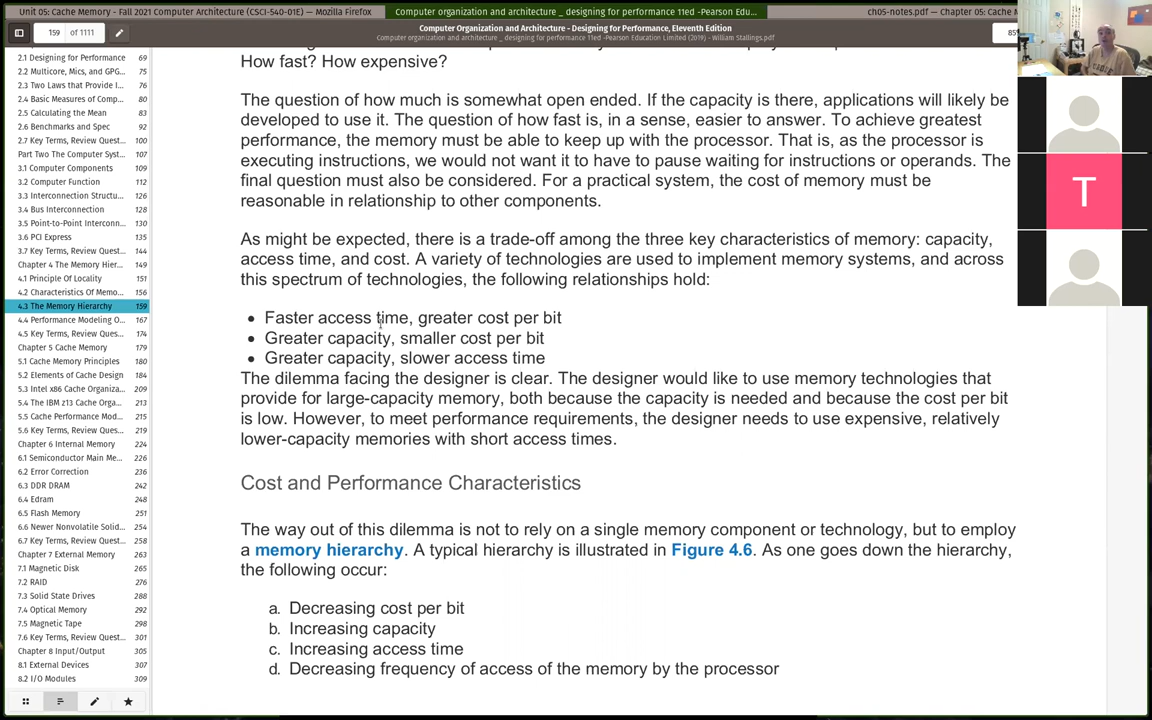 Unit 05: Cache Memory - Fall 2021 Computer Architecture (CSCI-540-01E) — Mozilla Firefox
Computer organization and architecture _ designing for performance 11ed -Pearson Edu...
ch05-notes.pdf — Chapter 05: Cache M
159 of 1111
Computer Organization and Architecture - Designing for Performance, Eleventh Edition
Computer organization and architecture _ designing for performance 11ed -Pearson Education Limited (2019) - William Stallings.pdf
85
2.1 Designing for Performance 69
2.2 Multicore, Mics, and GPG... 75
2.3 Two Laws that Provide I... 76
2.4 Basic Measures of Comp... 80
2.5 Calculating the Mean 83
2.6 Benchmarks and Spec 92
2.7 Key Terms, Review Quest... 100
Part Two The Computer Syst... 107
3.1 Computer Components 109
3.2 Computer Function 112
3.3 Interconnection Structu... 126
3.4 Bus Interconnection 128
3.5 Point-to-Point Interconn... 130
3.6 PCI Express 135
3.7 Key Terms, Review Quest... 144
Chapter 4 The Memory Hier... 149
4.1 Principle Of Locality 151
4.2 Characteristics Of Memo... 156
4.3 The Memory Hierarchy 159
4.4 Performance Modeling O... 167
4.5 Key Terms, Review Ques... 174
Chapter 5 Cache Memory 179
5.1 Cache Memory Principles 180
5.2 Elements of Cache Design 184
5.3 Intel x86 Cache Organiza... 209
5.4 The IBM z13 Cache Orga... 213
5.5 Cache Performance Mod... 215
5.6 Key Terms, Review Ques... 219
Chapter 6 Internal Memory 224
6.1 Semiconductor Main Me... 226
6.2 Error Correction 236
6.3 DDR DRAM 242
6.4 Edram 248
6.5 Flash Memory 251
6.6 Newer Nonvolatile Solid... 254
6.7 Key Terms, Review Ques... 258
Chapter 7 External Memory 263
7.1 Magnetic Disk 265
7.2 RAID 276
7.3 Solid State Drives 288
7.4 Optical Memory 292
7.5 Magnetic Tape 298
7.6 Key Terms, Review Quest... 301
Chapter 8 Input/Output 305
8.1 External Devices 307
8.2 I/O Modules 309
How fast? How expensive?
The question of how much is somewhat open ended. If the capacity is there, applications will likely be
developed to use it. The question of how fast is, in a sense, easier to answer. To achieve greatest
performance, the memory must be able to keep up with the processor. That is, as the processor is
executing instructions, we would not want it to have to pause waiting for instructions or operands. The
final question must also be considered. For a practical system, the cost of memory must be
reasonable in relationship to other components.
As might be expected, there is a trade-off among the three key characteristics of memory: capacity,
access time, and cost. A variety of technologies are used to implement memory systems, and across
this spectrum of technologies, the following relationships hold:
• Faster access time, greater cost per bit
• Greater capacity, smaller cost per bit
• Greater capacity, slower access time
The dilemma facing the designer is clear. The designer would like to use memory technologies that
provide for large-capacity memory, both because the capacity is needed and because the cost per bit
is low. However, to meet performance requirements, the designer needs to use expensive, relatively
lower-capacity memories with short access times.
Cost and Performance Characteristics
The way out of this dilemma is not to rely on a single memory component or technology, but to employ
a memory hierarchy. A typical hierarchy is illustrated in Figure 4.6. As one goes down the hierarchy,
the following occur:
a. Decreasing cost per bit
b. Increasing capacity
c. Increasing access time
d. Decreasing frequency of access of the memory by the processor
T